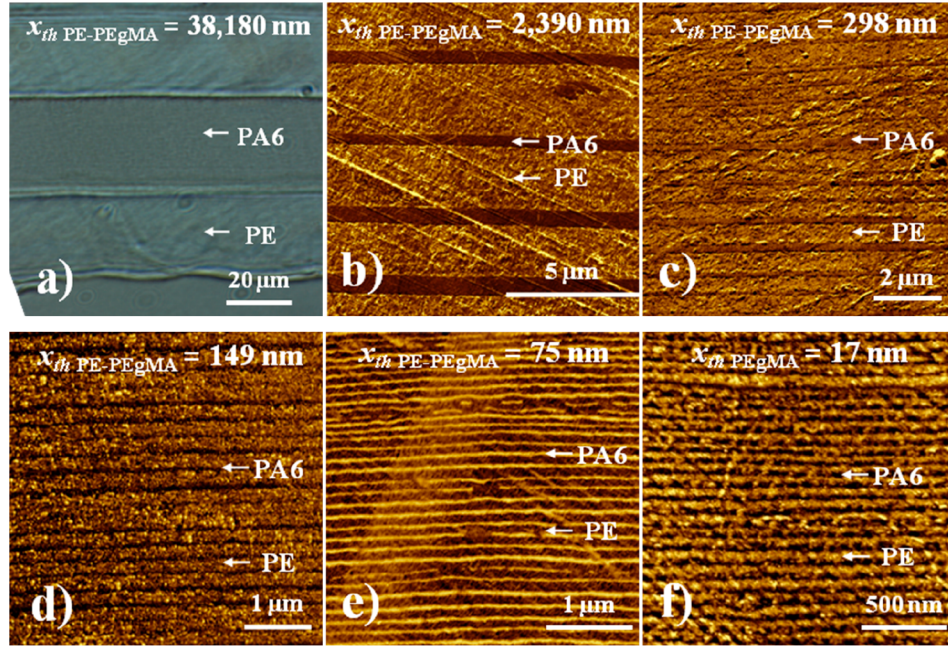 x_th PE-PEgMA = 38,180 nm
PA6
PE
a)
20 µm
x_th PE-PEgMA = 2,390 nm
PA6
PE
b)
5 µm
x_th PE-PEgMA = 298 nm
PA6
PE
c)
2 µm
x_th PE-PEgMA = 149 nm
PA6
PE
d)
1 µm
x_th PE-PEgMA = 75 nm
PA6
PE
e)
1 µm
x_th PEgMA = 17 nm
PA6
PE
f)
500 nm